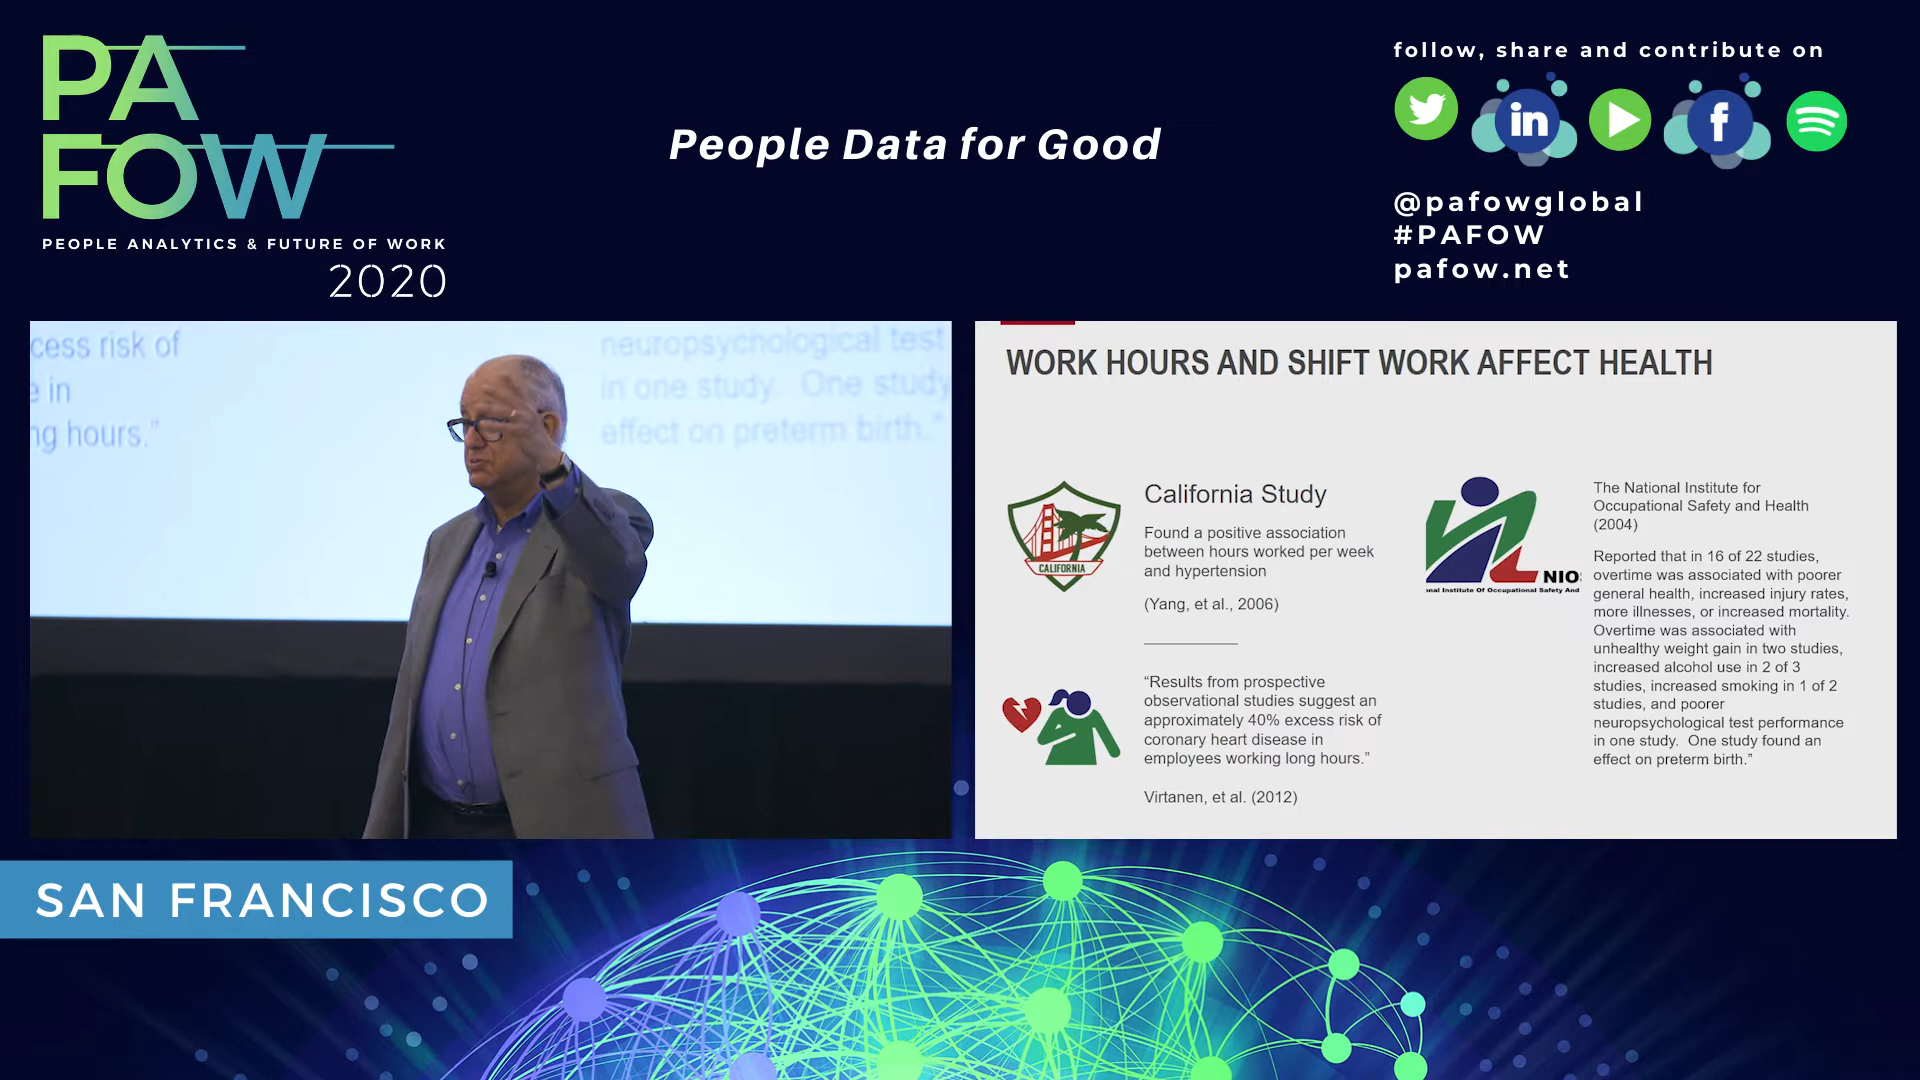 PA
FOW
PEOPLE ANALYTICS & FUTURE OF WORK
2020
People Data for Good
follow, share and contribute on
in
f
@pafowglobal
#PAFOW
pafow.net
cess risk of
e in
ng hours.”
neuropsychological test
in one study.  One study
effect on preterm birth.”
WORK HOURS AND SHIFT WORK AFFECT HEALTH
CALIFORNIA
California Study
Found a positive association
between hours worked per week
and hypertension
(Yang, et al., 2006)
“Results from prospective
observational studies suggest an
approximately 40% excess risk of
coronary heart disease in
employees working long hours.”
Virtanen, et al. (2012)
NIO
nal Institute Of Occupational Safety And
The National Institute for
Occupational Safety and Health
(2004)
Reported that in 16 of 22 studies,
overtime was associated with poorer
general health, increased injury rates,
more illnesses, or increased mortality.
Overtime was associated with
unhealthy weight gain in two studies,
increased alcohol use in 2 of 3
studies, increased smoking in 1 of 2
studies, and poorer
neuropsychological test performance
in one study.  One study found an
effect on preterm birth.”
SAN FRANCISCO